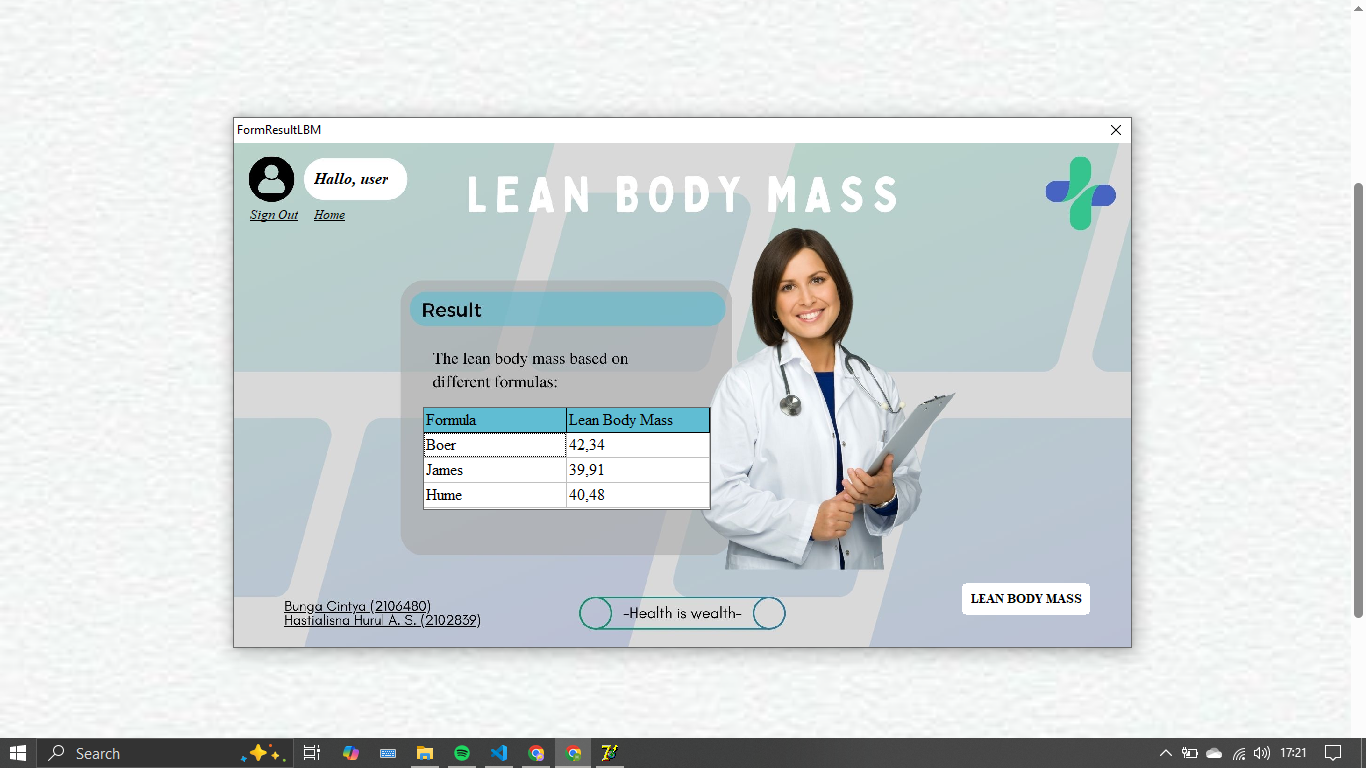 FormResultLBM
Hallo, user
LEAN BODY MASS
Sign Out
Home
Result
The lean body mass based on
different formulas:
Formula
Lean Body Mass
Boer
42,34
James
39,91
Hume
40,48
LEAN BODY MASS
Bunga Cintya (2106480)
Hastialisna Hurul A. S. (2102839)
-Health is wealth-
Search
17:21